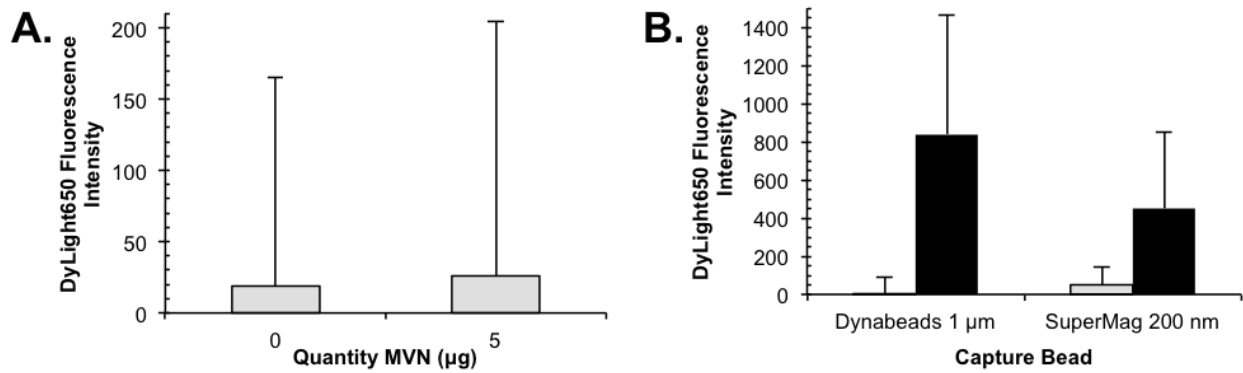 A.
DyLight650 Fluorescence
Intensity
200
150
100
50
0
0 5
Quantity MVN (µg)
B.
DyLight650 Fluorescence
Intensity
1400
1200
1000
800
600
400
200
0
Dynabeads 1 µm SuperMag 200 nm
Capture Bead